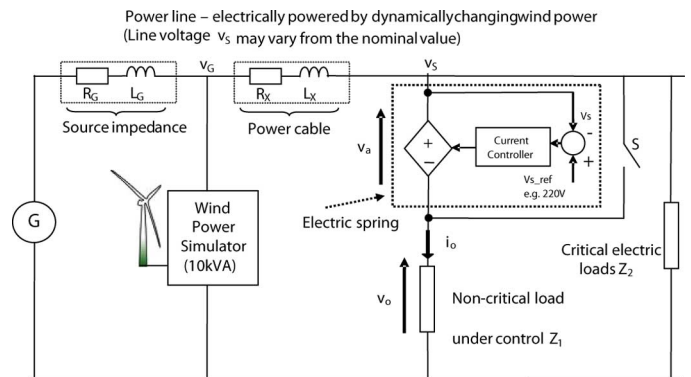 Power line – electrically powered by dynamicallychangingwind power
(Line voltage vS may vary from the nominal value)
vG
vS
RG
LG
RX
LX
Source impedance
Power cable
va
+
–
Current
Controller
vs
-
+
Vs_ref
e.g. 220V
S
Electric spring
G
Wind
Power
Simulator
(10kVA)
io
vo
Non-critical load
under control Z1
Critical electric
loads Z2